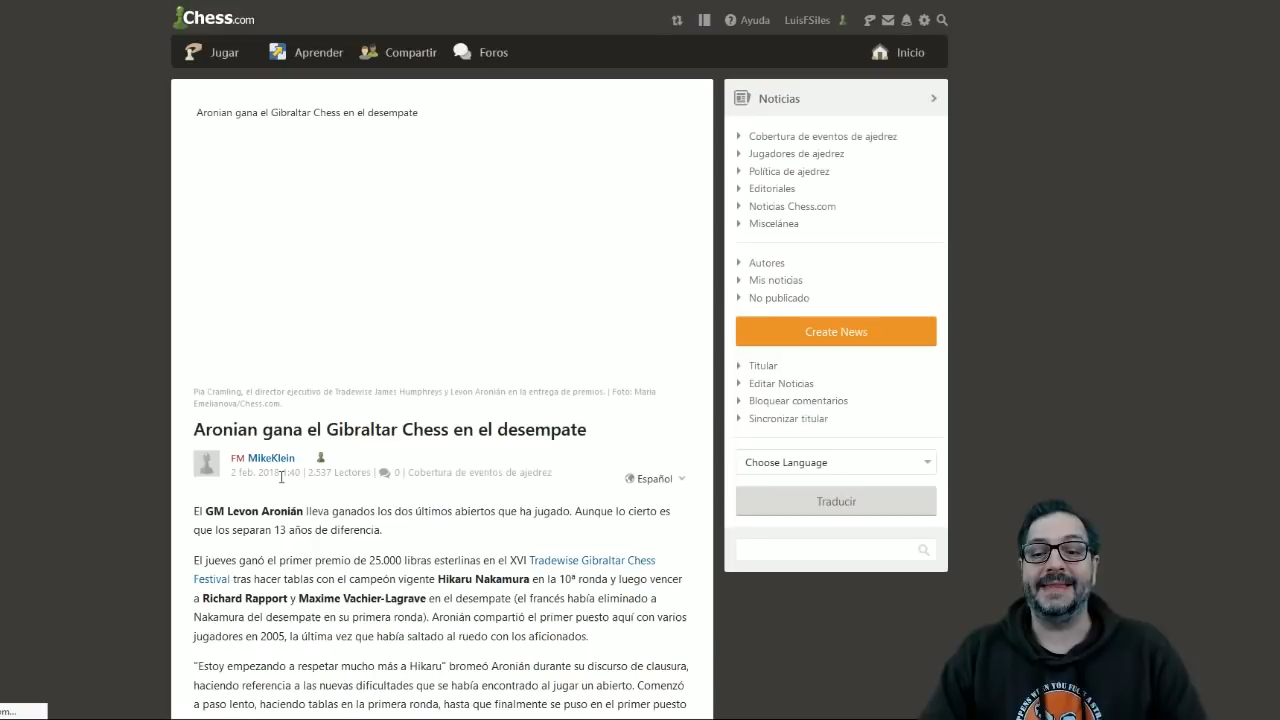 Chess.com
Ayuda LuisFSiles
Jugar Aprender Compartir Foros Inicio
Aronian gana el Gibraltar Chess en el desempate
Pia Cramling, el director ejecutivo de Tradewise James Humphreys y Levon Aronián en la entrega de premios. | Foto: Maria
Emelianova/Chess.com.
Aronian gana el Gibraltar Chess en el desempate
FM MikeKlein
2 feb. 2018 :40 | 2.537 Lectores | 0 | Cobertura de eventos de ajedrez
Español
El GM Levon Aronián lleva ganados los dos últimos abiertos que ha jugado. Aunque lo cierto es
que los separan 13 años de diferencia.
El jueves ganó el primer premio de 25.000 libras esterlinas en el XVI Tradewise Gibraltar Chess
Festival tras hacer tablas con el campeón vigente Hikaru Nakamura en la 10ª ronda y luego vencer
a Richard Rapport y Maxime Vachier-Lagrave en el desempate (el francés había eliminado a
Nakamura del desempate en su primera ronda). Aronián compartió el primer puesto aquí con varios
jugadores en 2005, la última vez que había saltado al ruedo con los aficionados.
"Estoy empezando a respetar mucho más a Hikaru" bromeó Aronián durante su discurso de clausura,
haciendo referencia a las nuevas dificultades que se había encontrado al jugar un abierto. Comenzó
a paso lento, haciendo tablas en la primera ronda, hasta que finalmente se puso en el primer puesto
Noticias
Cobertura de eventos de ajedrez
Jugadores de ajedrez
Política de ajedrez
Editoriales
Noticias Chess.com
Miscelánea
Autores
Mis noticias
No publicado
Create News
Titular
Editar Noticias
Bloquear comentarios
Sincronizar titular
Choose Language
Traducir
om...